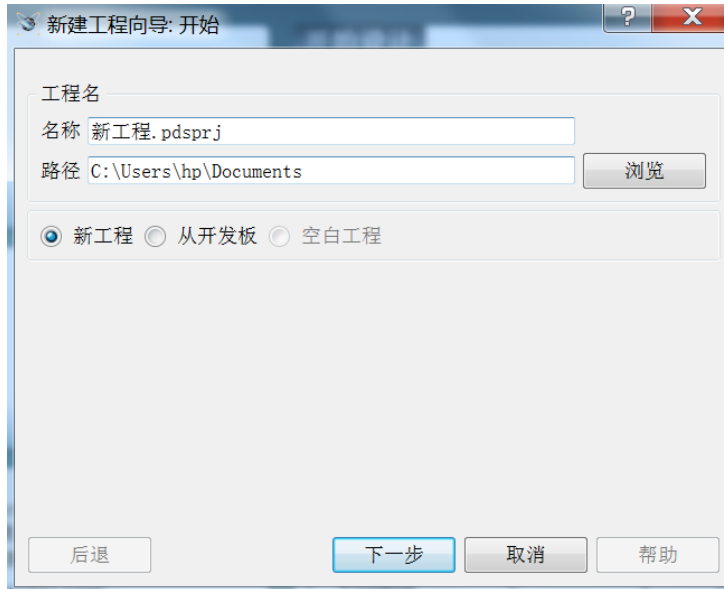 新建工程向导: 开始
?
X
工程名
名称 新工程.pdsprj
路径 C:\Users\hp\Documents 浏览
新工程 从开发板 空白工程
后退 下一步 取消 帮助